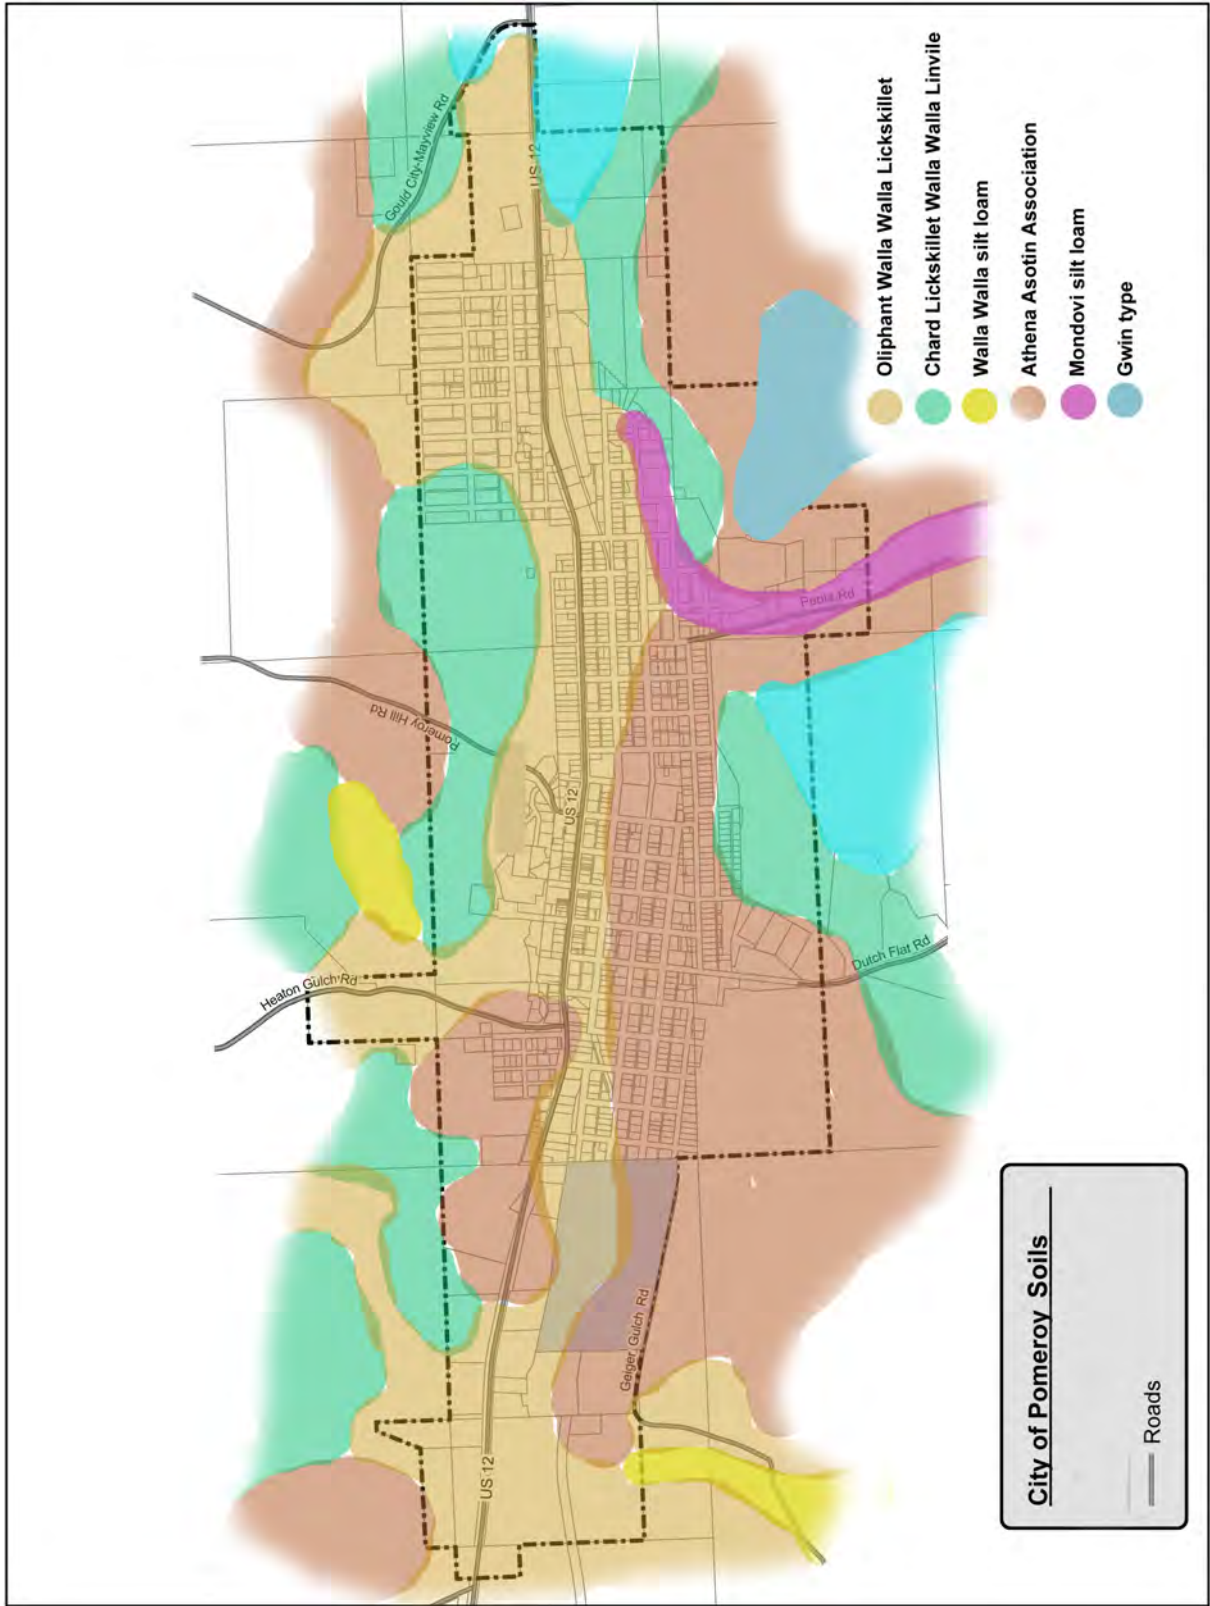 Gould City-Mayview Rd
US 12
Pomeroy Hill Rd
US 12
Heaton Gulch Rd
Dutch Flat Rd
Geiger Gulch Rd
US 12
Oliphant Walla Walla Lickskillet
Chard Lickskillet Walla Walla Linvile
Walla Walla silt loam
Athena Asotin Association
Mondovi silt loam
Gwin type
City of Pomeroy Soils
Roads